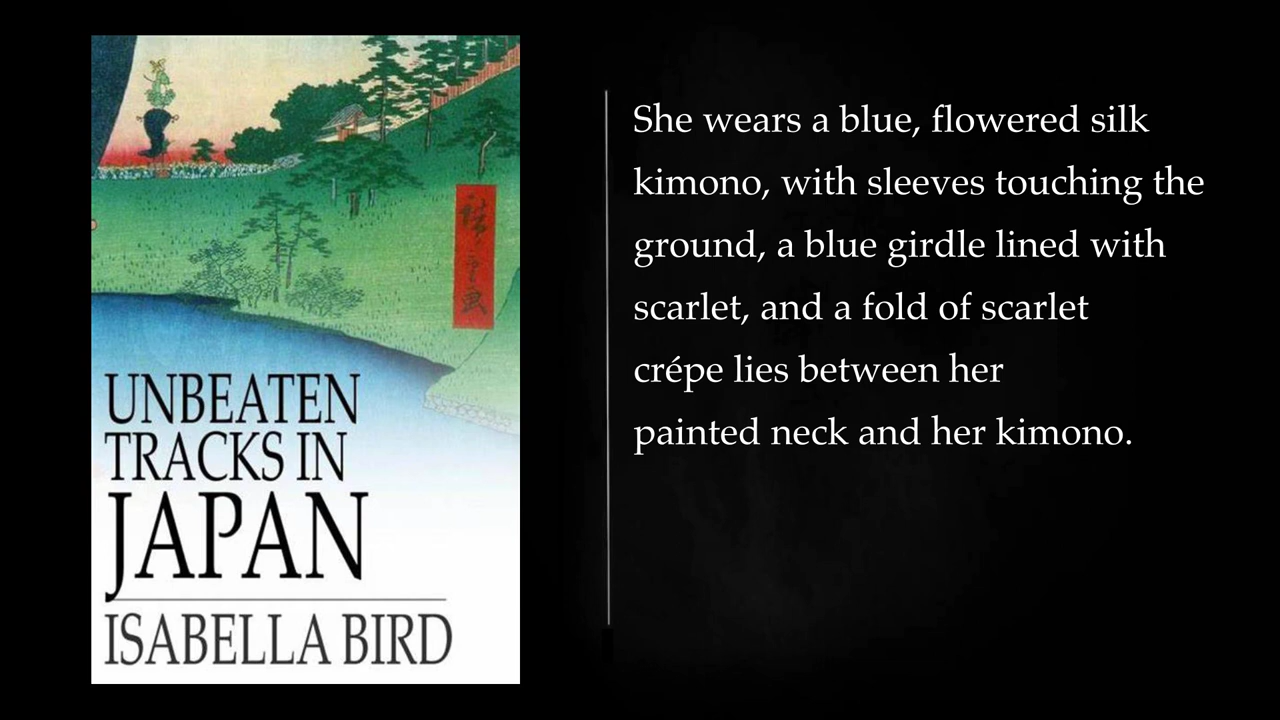 UNBEATEN
TRACKS IN
JAPAN
ISABELLA BIRD
She wears a blue, flowered silk
kimono, with sleeves touching the
ground, a blue girdle lined with
scarlet, and a fold of scarlet
crépe lies between her
painted neck and her kimono.